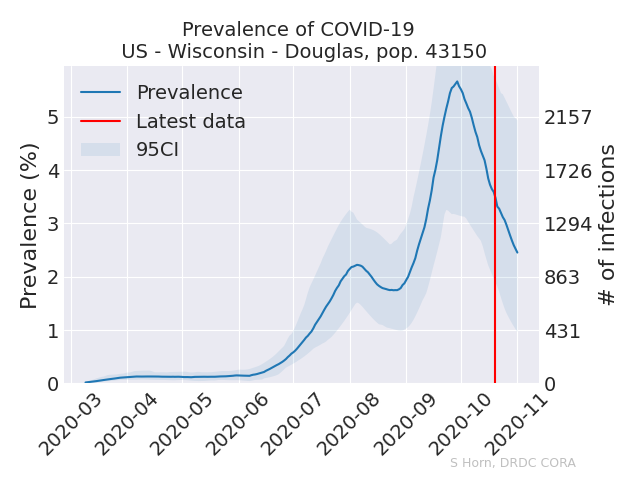 Prevalence of COVID-19
US - Wisconsin - Douglas, pop. 43150
Prevalence
Latest data
95CI
Prevalence (%)
5
4
3
2
1
0
2157
1726
1294
863
431
0
# of infections
2020-03
2020-04
2020-05
2020-06
2020-07
2020-08
2020-09
2020-10
2020-11
S Horn, DRDC CORA